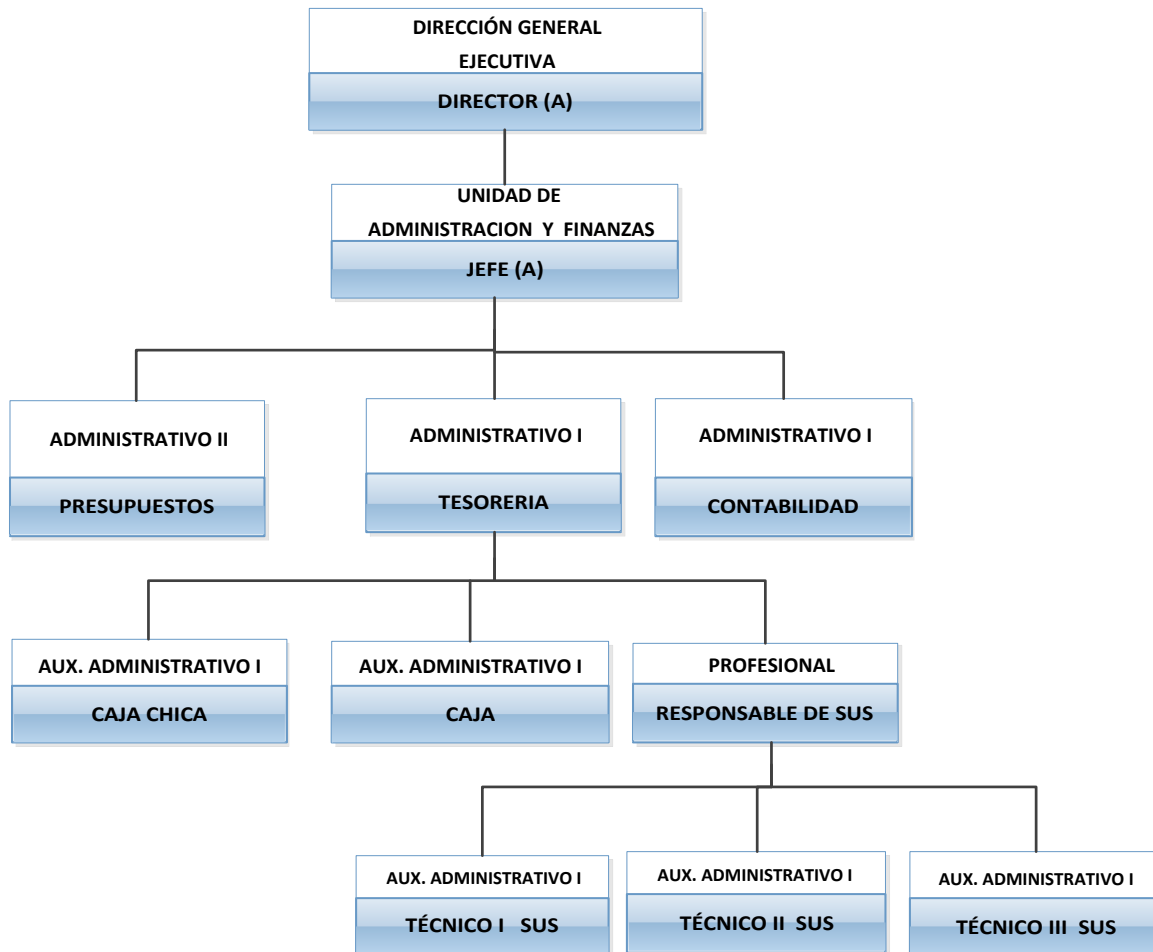 DIRECCIÓN GENERAL
EJECUTIVA
DIRECTOR (A)
UNIDAD DE
ADMINISTRACION Y FINANZAS
JEFE (A)
ADMINISTRATIVO II
PRESUPUESTOS
ADMINISTRATIVO I
TESORERIA
ADMINISTRATIVO I
CONTABILIDAD
AUX. ADMINISTRATIVO I
CAJA CHICA
AUX. ADMINISTRATIVO I
CAJA
PROFESIONAL
RESPONSABLE DE SUS
AUX. ADMINISTRATIVO I
TÉCNICO I SUS
AUX. ADMINISTRATIVO I
TÉCNICO II SUS
AUX. ADMINISTRATIVO I
TÉCNICO III SUS